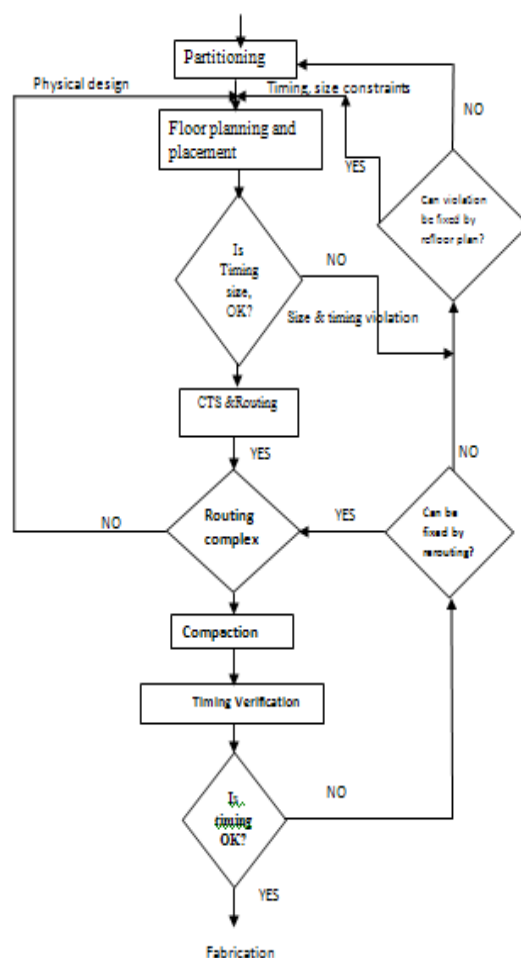 Partitioning
Physical design
Timing, size constraints
NO
Floor planning and
placement
YES
Can violation
be fixed by
refloor plan?
Is
Timing
size,
OK?
NO
Size & timing violation
CTS &Routing
YES
NO
NO
Routing
complex
YES
Can be
fixed by
rerouting?
Compaction
Timing Verification
Is
timing
OK?
NO
YES
Fabrication